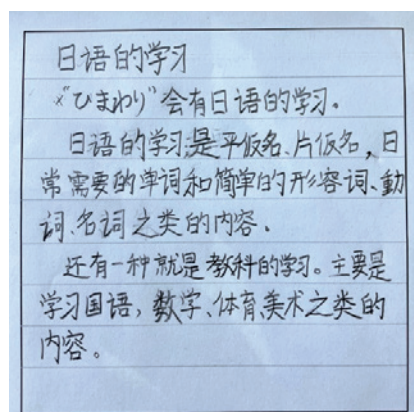 日语的学习
*"ひまわり"会有日语的学习。
日语的学习是平仮名、片仮名，日
常需要的单词和简单的形容词、動
词、名词之类的内容。
还有一种就是教科的学习。主要是
学习国语，数学、体育、美术之类的
内容。